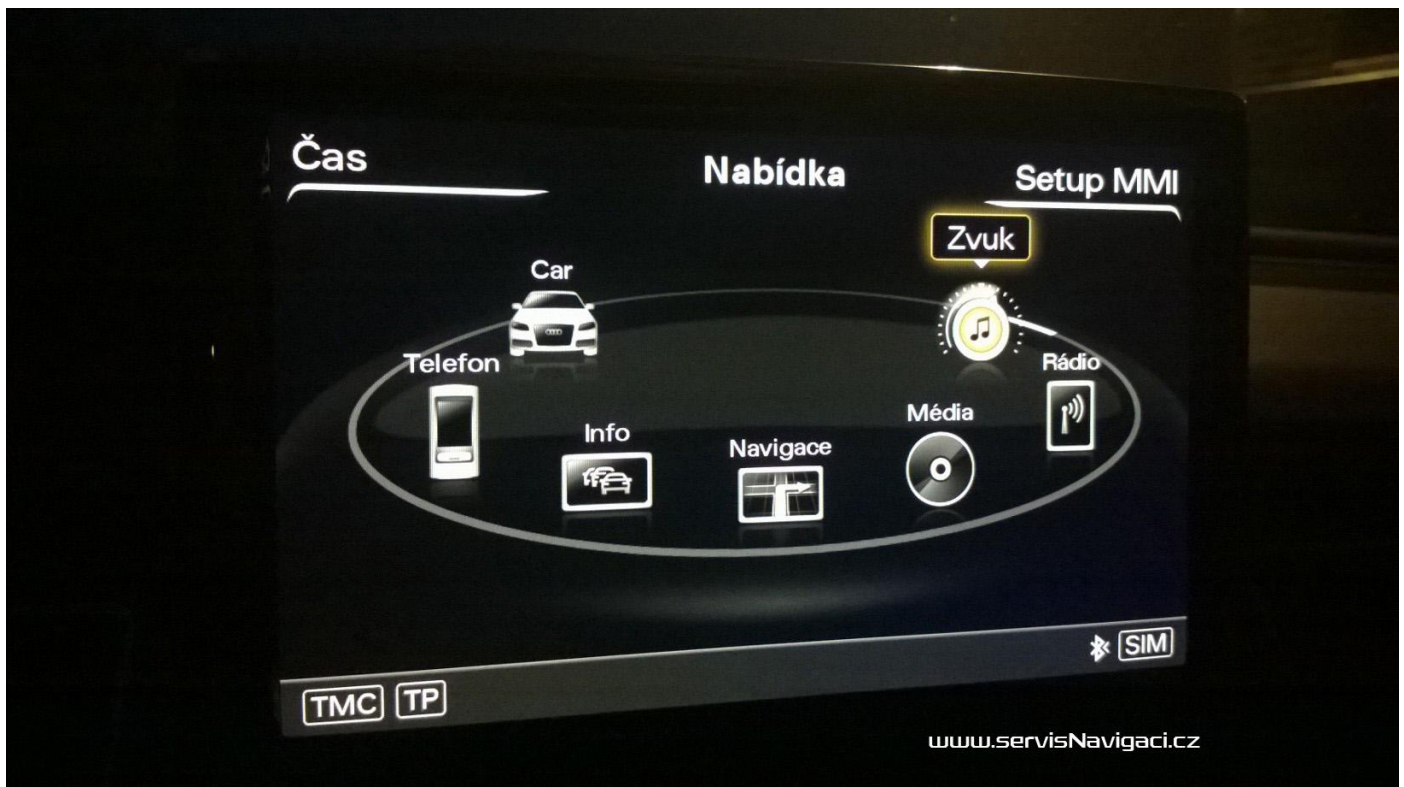 Čas
Nabídka
Setup MMI
Zvuk
Car
Telefon
Rádio
Info
Navigace
Média
SIM
TMC TP
www.servisNavigaci.cz